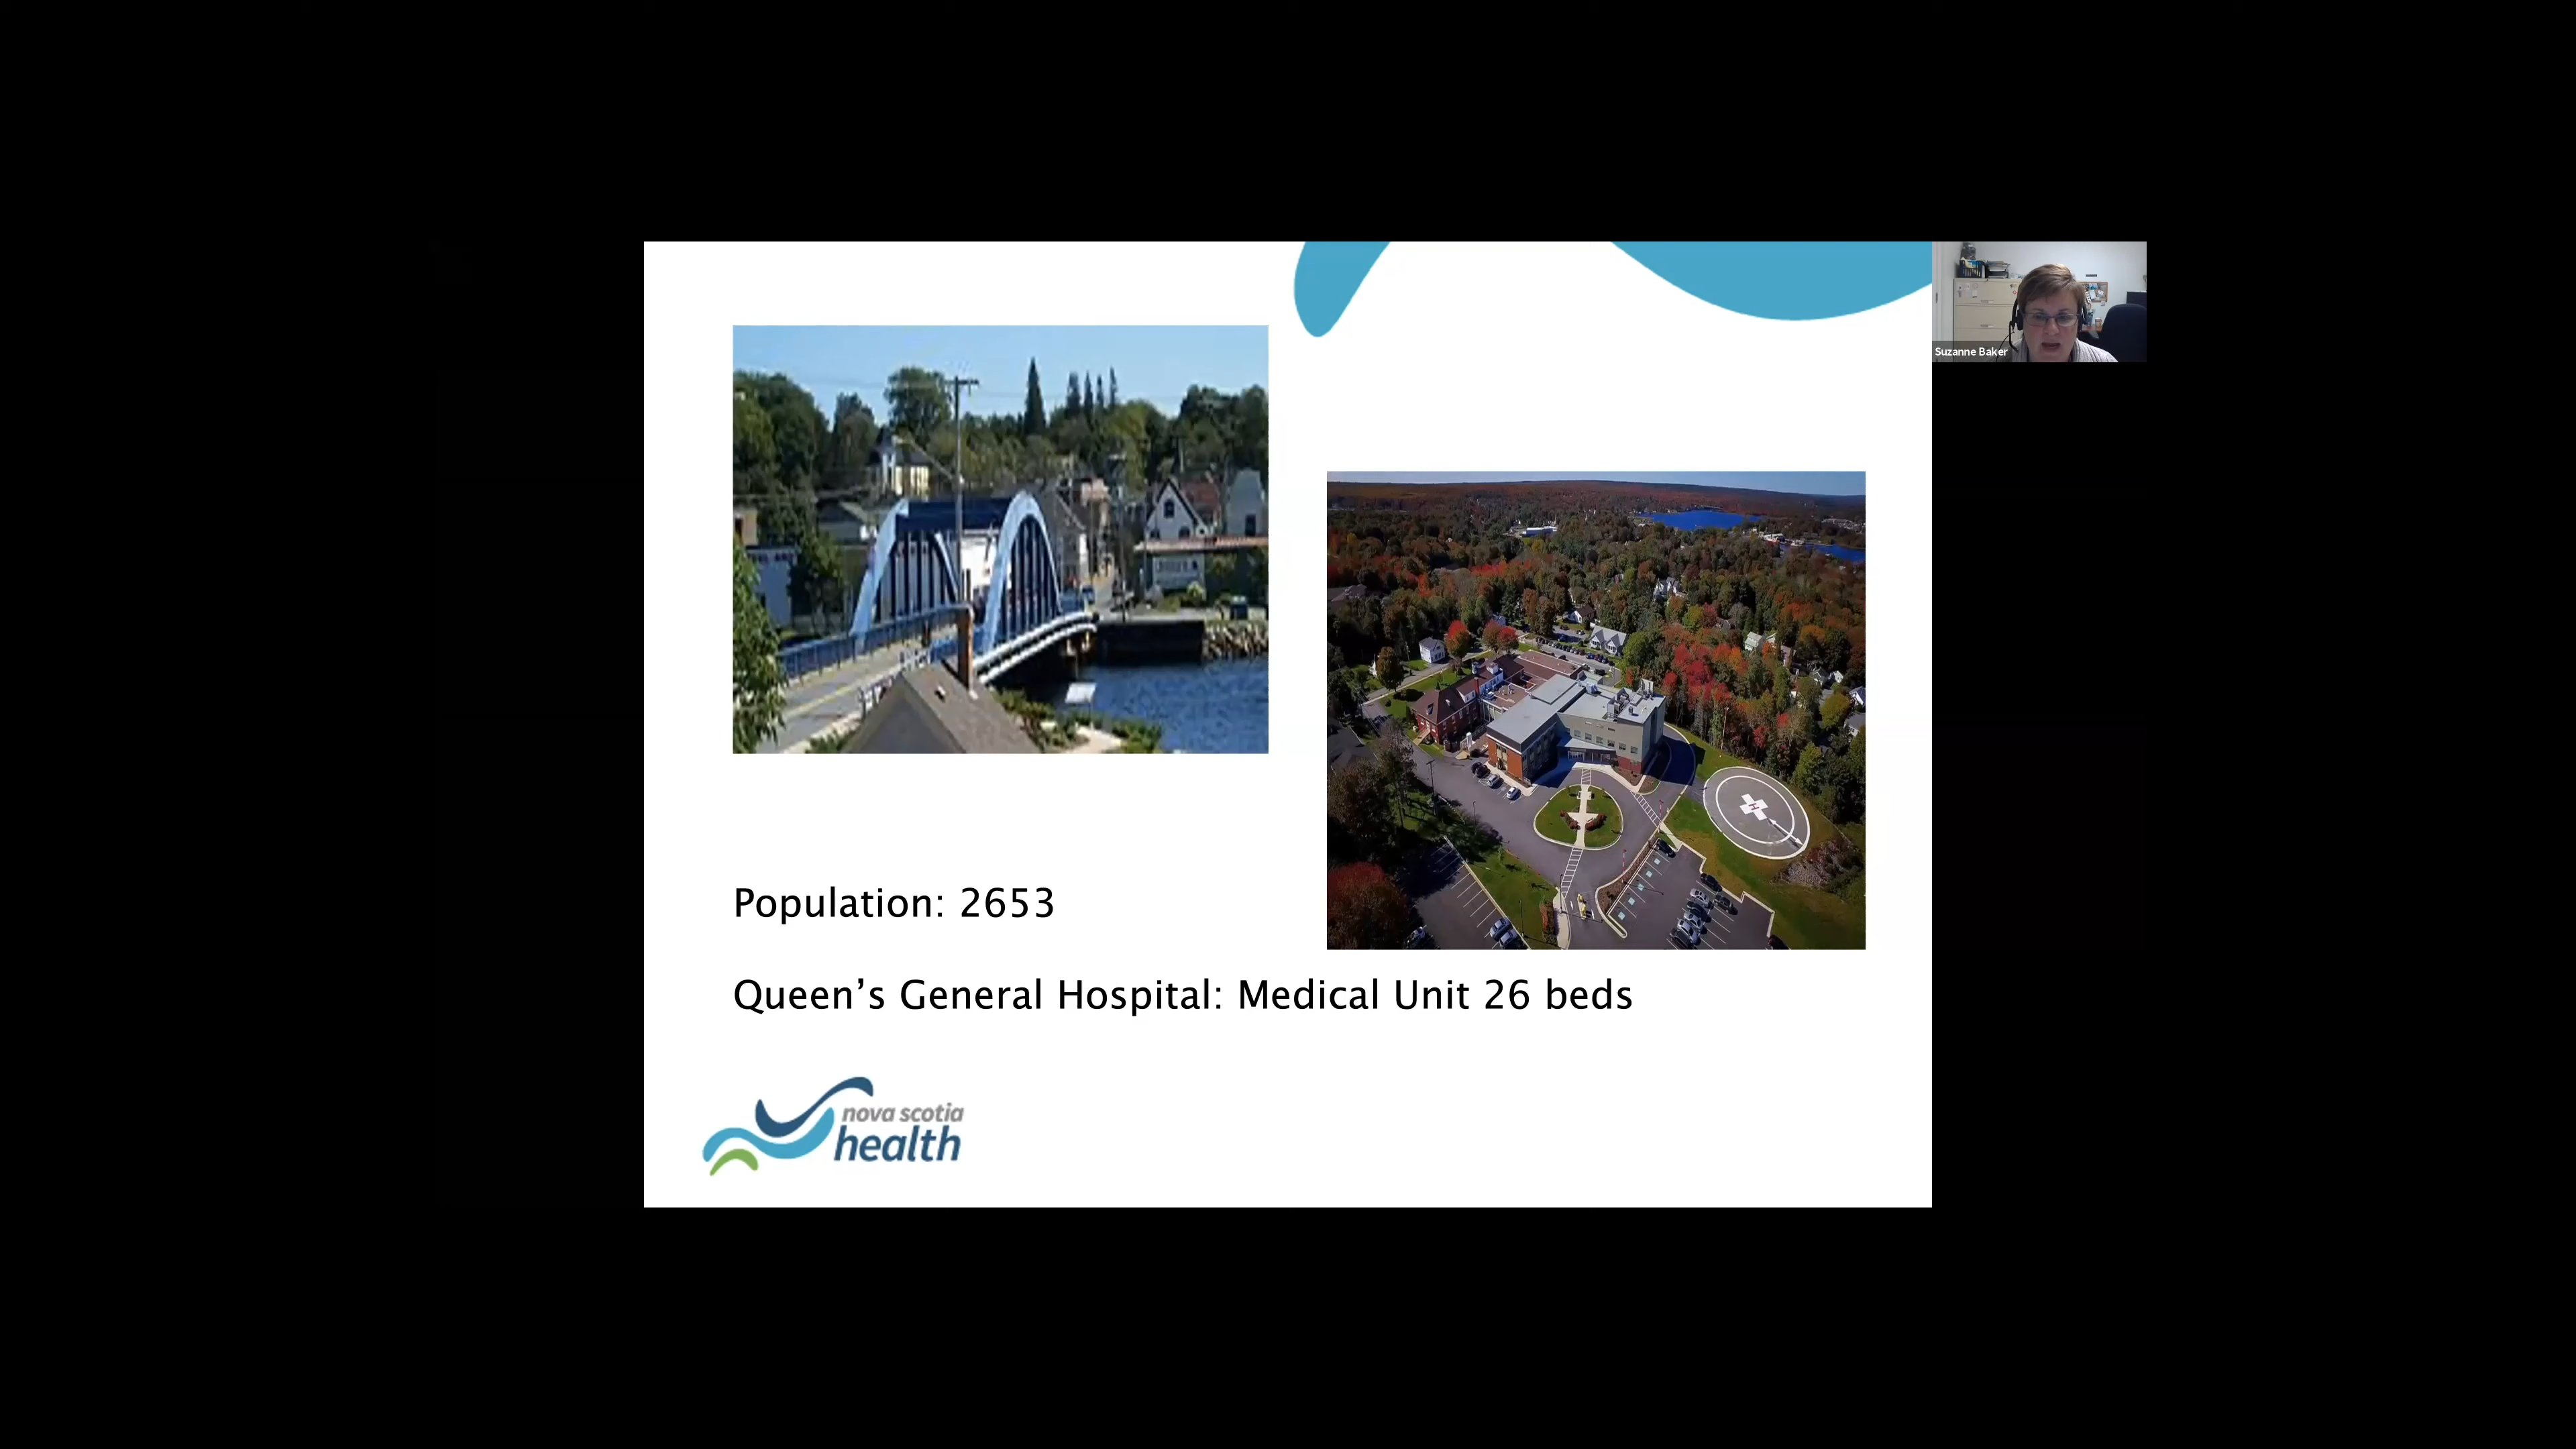 Suzanne Baker
Population: 2653
Queen’s General Hospital: Medical Unit 26 beds
nova scotia
health
H